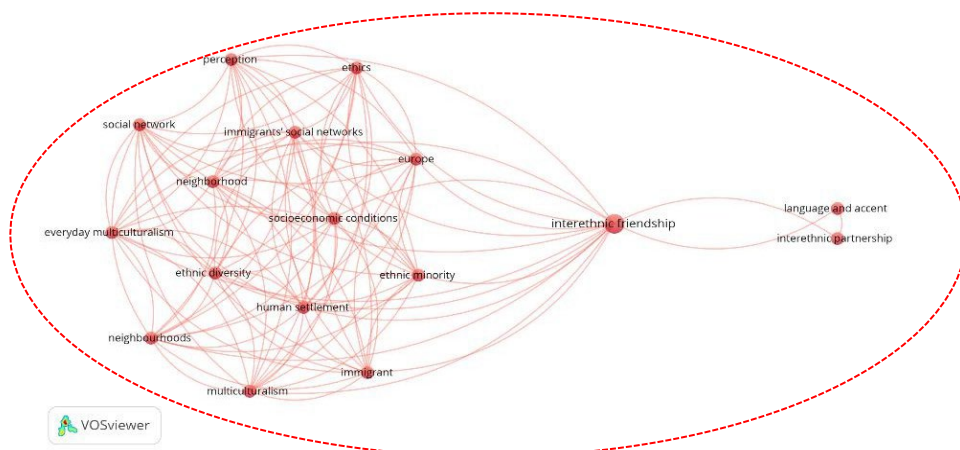 perception
ethics
social network
immigrants' social networks
europe
neighborhood
language and accent
socioeconomic conditions
interethnic friendship
everyday multiculturalism
interethnic partnership
ethnic diversity
ethnic minority
human settlement
neighbourhoods
immigrant
multiculturalism
VOSviewer